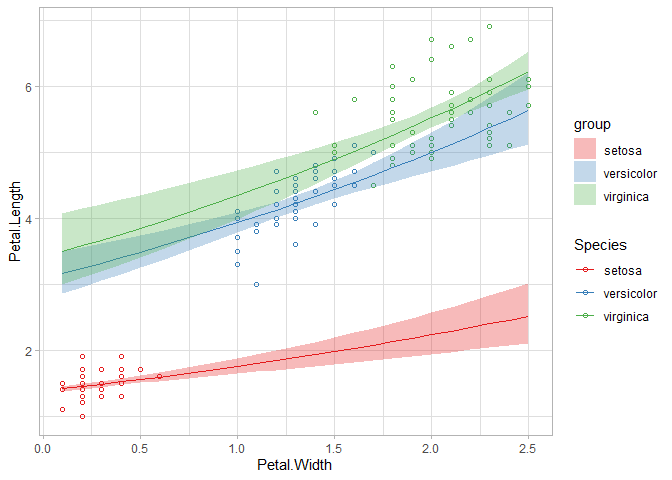 6
4
2
Petal.Length
0.0 0.5 1.0 1.5 2.0 2.5
Petal.Width
group
setosa
versicolor
virginica
Species
setosa
versicolor
virginica